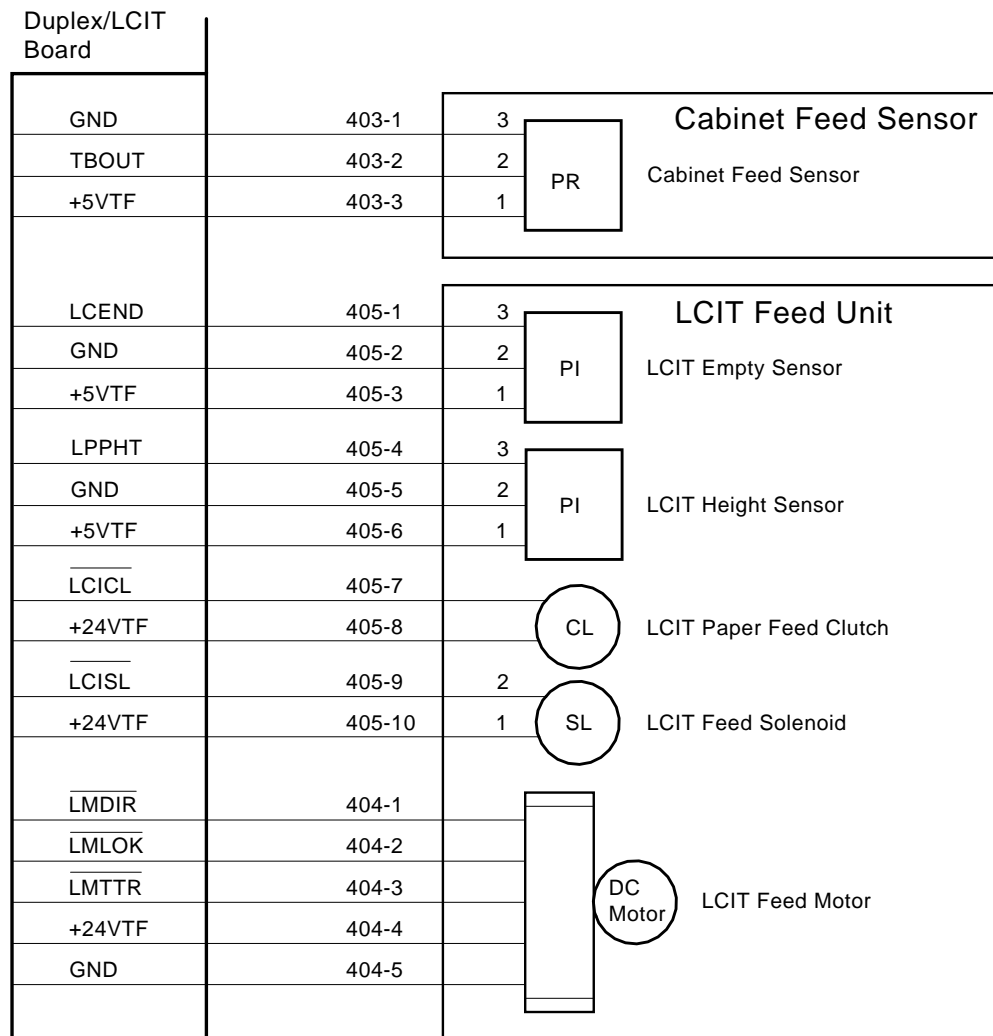 Duplex/LCIT
Board
GND 403-1 3 Cabinet Feed Sensor
TBOUT 403-2 2 PR Cabinet Feed Sensor
+5VTF 403-3 1
LCEND 405-1 3 LCIT Feed Unit
GND 405-2 2 PI LCIT Empty Sensor
+5VTF 405-3 1
LPPHT 405-4 3
GND 405-5 2 PI LCIT Height Sensor
+5VTF 405-6 1
LCICL 405-7
+24VTF 405-8 CL LCIT Paper Feed Clutch
LCISL 405-9 2
+24VTF 405-10 1 SL LCIT Feed Solenoid
LMDIR 404-1
LMLOK 404-2
LMTTR 404-3 DC LCIT Feed Motor
Motor
+24VTF 404-4
GND 404-5